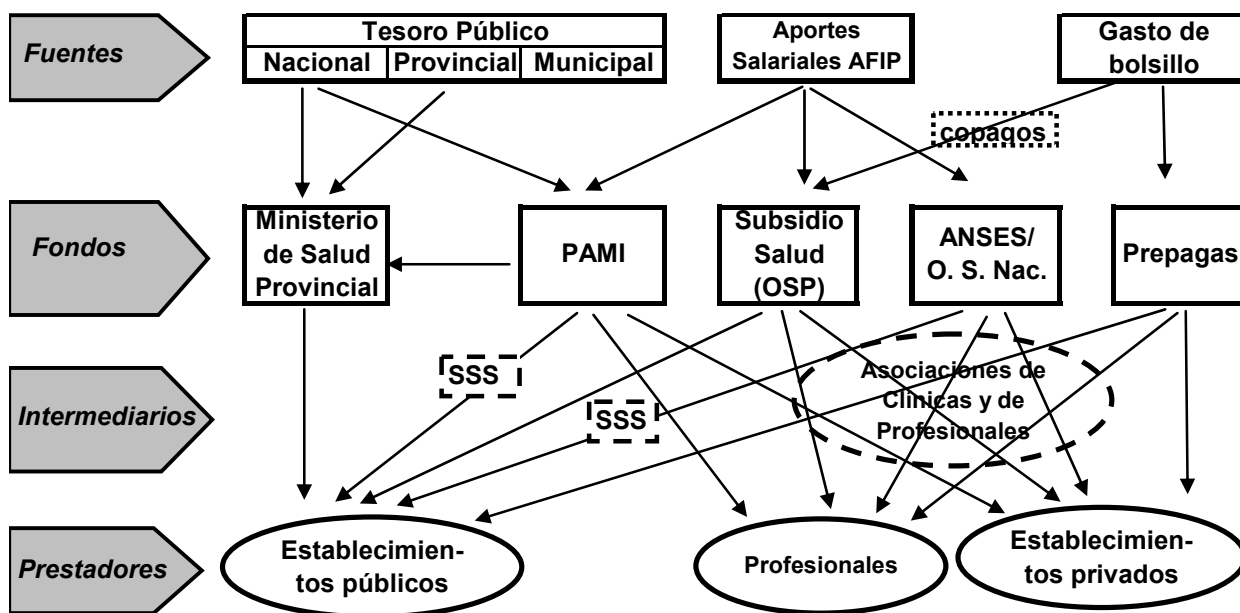 Fuentes
Tesoro Público
Nacional
Provincial
Municipal
Aportes
Salariales AFIP
Gasto de
bolsillo
copagos
Fondos
Ministerio
de Salud
Provincial
PAMI
Subsidio
Salud
(OSP)
ANSES/
O. S. Nac.
Prepagas
Intermediarios
SSS
SSS
Asociaciones de
Clínicas y de
Profesionales
Prestadores
Establecimien-
tos públicos
Profesionales
Establecimien-
tos privados